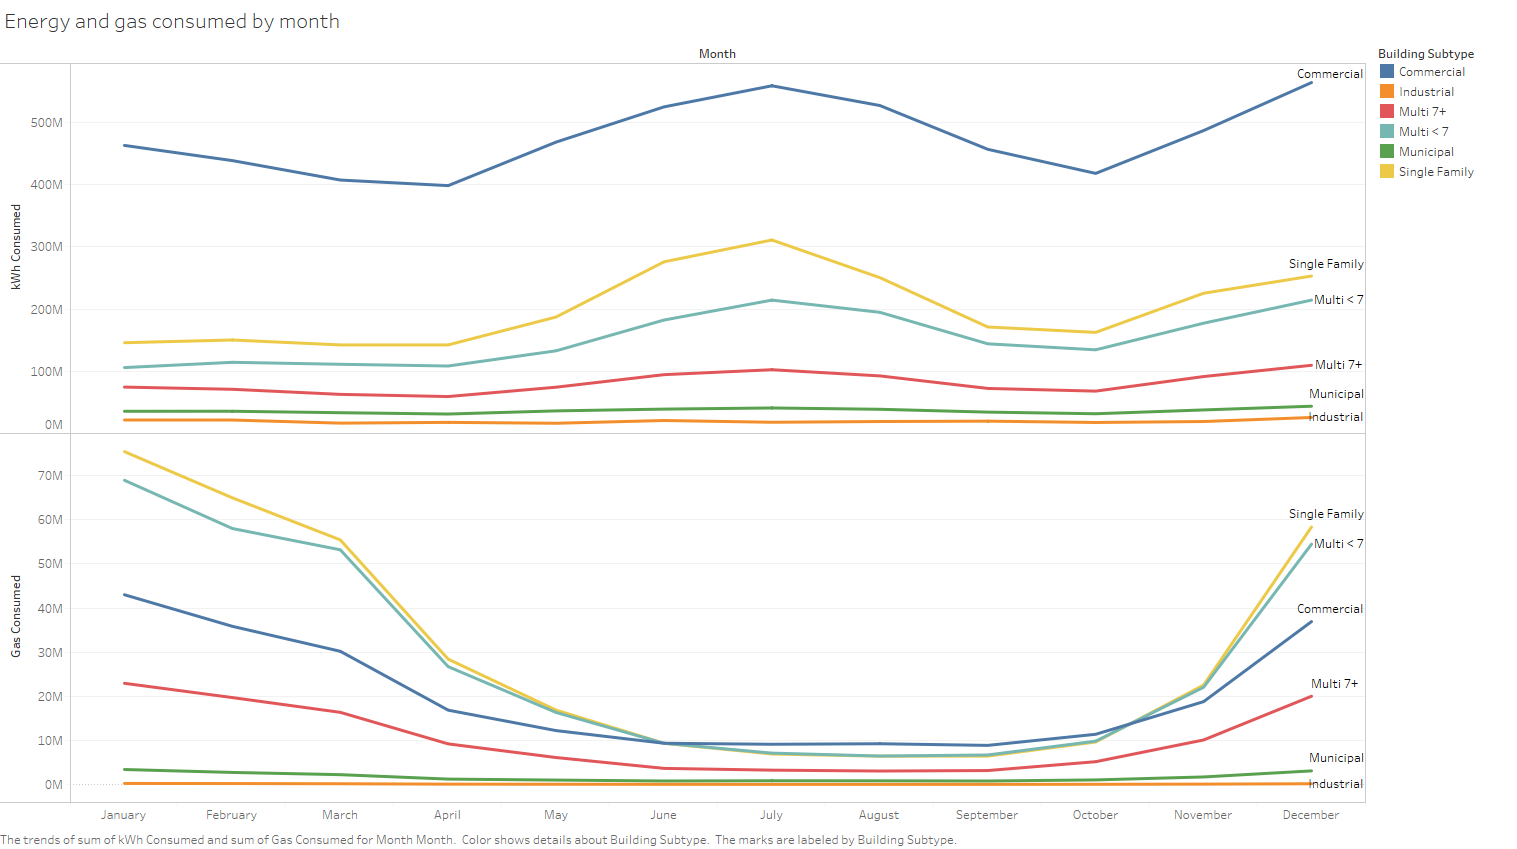 Energy and gas consumed by month
Month
Building Subtype
Commercial
Industrial
Multi 7+
Multi < 7
Municipal
Single Family
kWh Consumed
500M
400M
300M
200M
100M
0M
Commercial
Single Family
Multi < 7
Multi 7+
Municipal
Industrial
Gas Consumed
70M
60M
50M
40M
30M
20M
10M
0M
Single Family
Multi < 7
Commercial
Multi 7+
Municipal
Industrial
January February March April May June July August September October November December
The trends of sum of kWh Consumed and sum of Gas Consumed for Month Month.  Color shows details about Building Subtype.  The marks are labeled by Building Subtype.